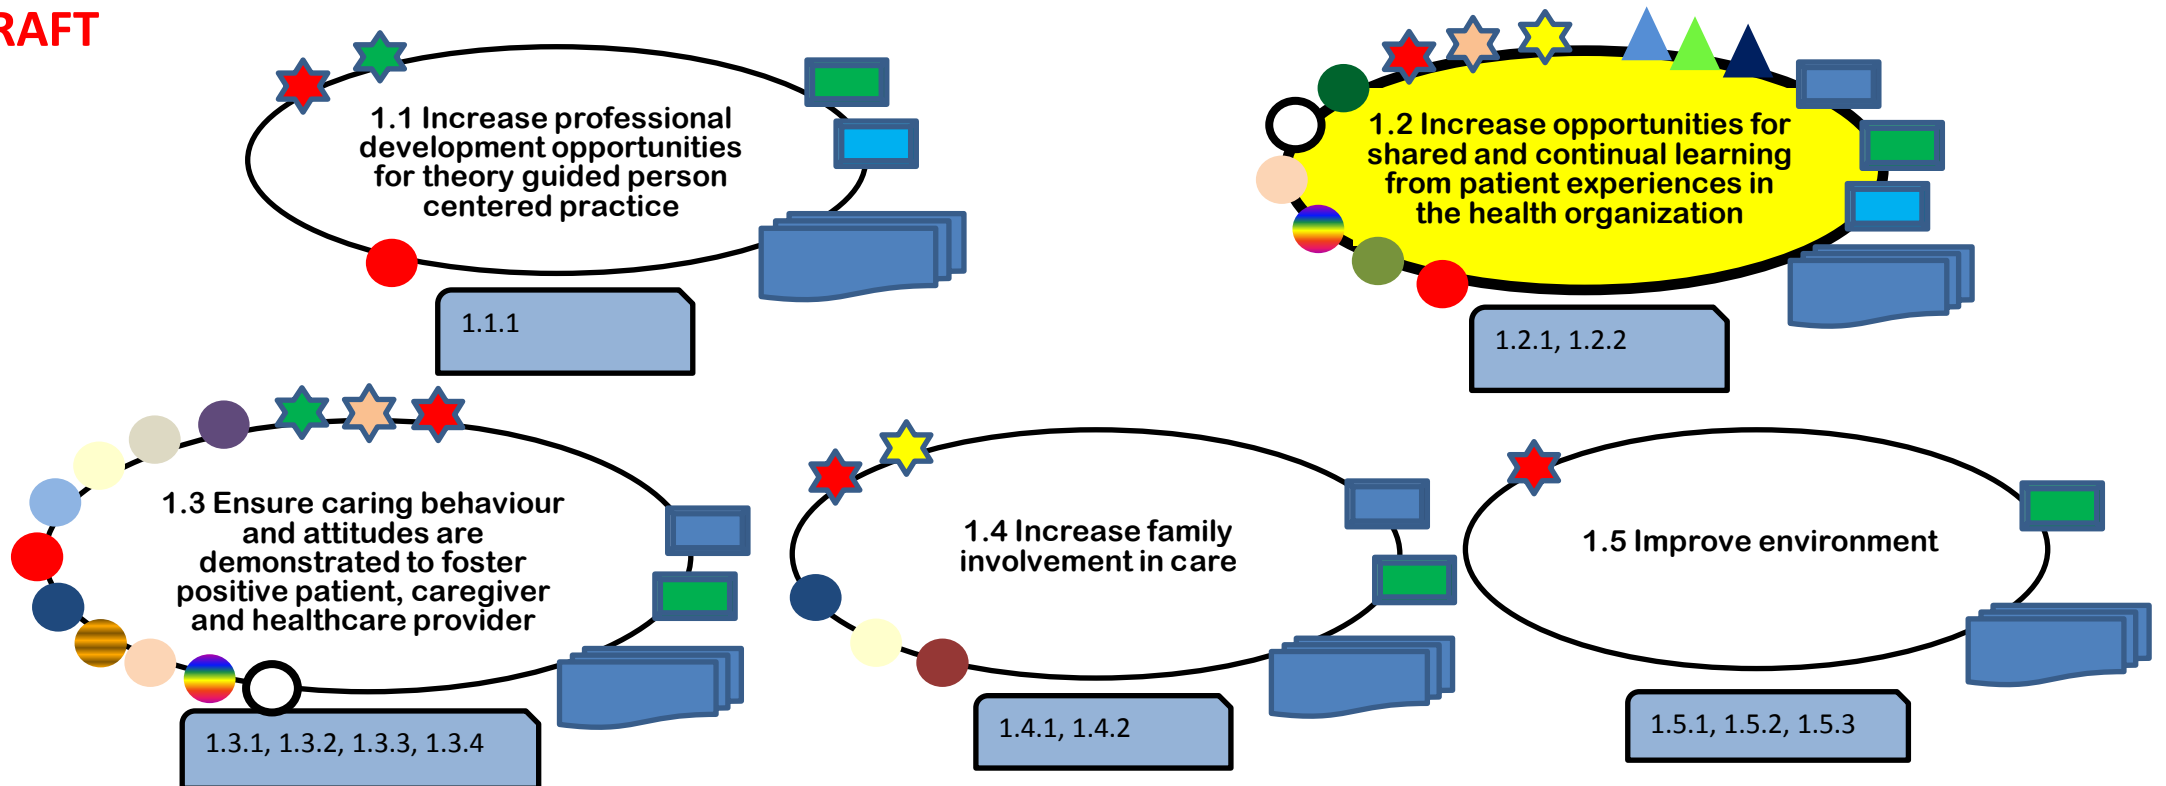 RAFT
1.1 Increase professional
development opportunities
for theory guided person
centered practice
1.1.1
1.2 Increase opportunities for
shared and continual learning
from patient experiences in
the health organization
1.2.1, 1.2.2
1.3 Ensure caring behaviour
and attitudes are
demonstrated to foster
positive patient, caregiver
and healthcare provider
1.3.1, 1.3.2, 1.3.3, 1.3.4
1.4 Increase family
involvement in care
1.4.1, 1.4.2
1.5 Improve environment
1.5.1, 1.5.2, 1.5.3